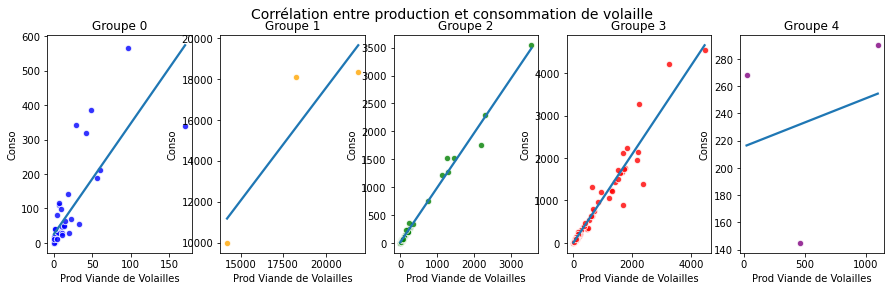 Corrélation entre production et consommation de volaille
Groupe 0
Groupe 1
Groupe 2
Groupe 3
Groupe 4
600
500
400
300
200
100
0
Conso
0 50 100 150
Prod Viande de Volailles
20000
18000
16000
14000
12000
10000
Conso
15000 17500 20000
Prod Viande de Volailles
3500
3000
2500
2000
1500
1000
500
0
Conso
0 1000 2000 3000
Prod Viande de Volailles
4000
3000
2000
1000
0
Conso
0 2000 4000
Prod Viande de Volailles
280
260
240
220
200
180
160
140
Conso
0 500 1000
Prod Viande de Volailles